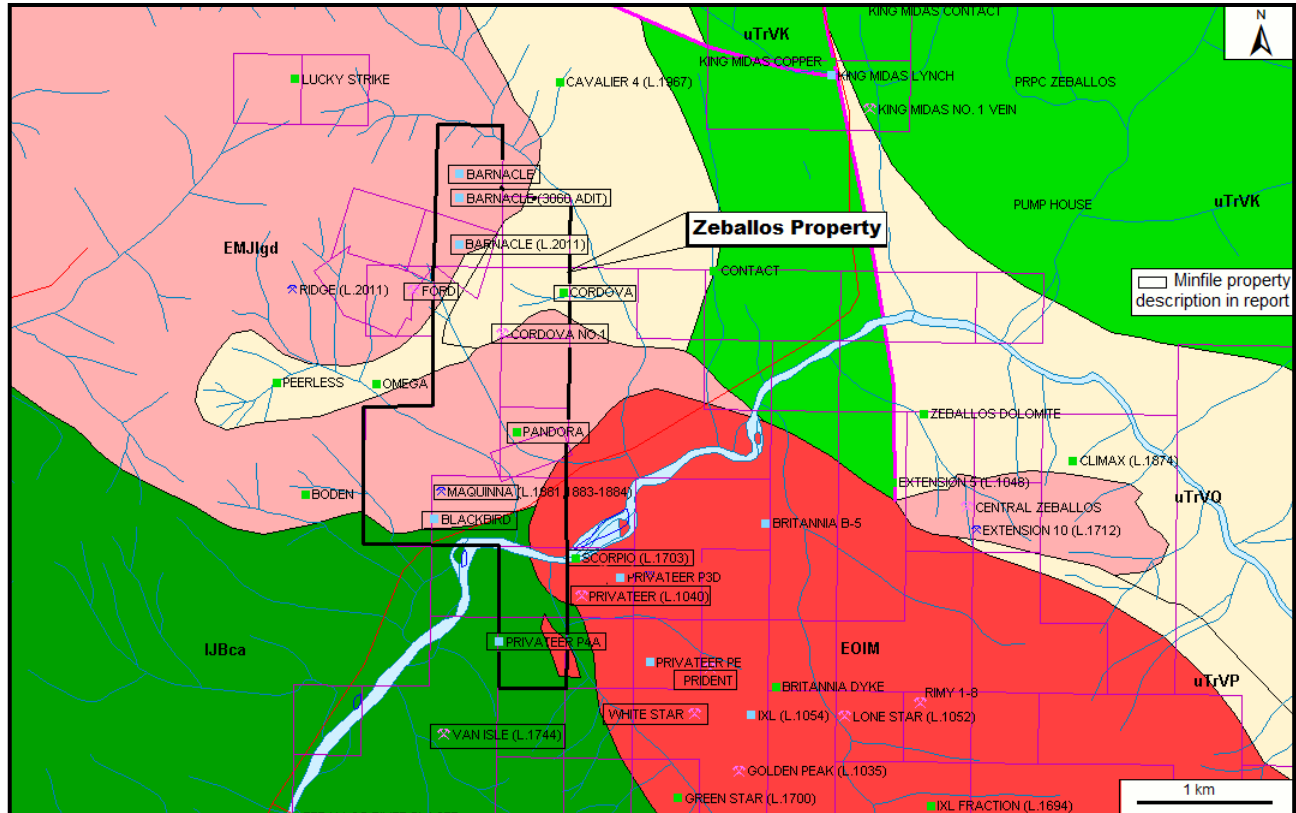 KING MIDAS CONTACT
N
uTrVK
KING MIDAS COPPER
KING MIDAS LYNCH
LUCKY STRIKE
CAVALIER 4 (L.1967)
PRPC ZEBALLOS
KING MIDAS NO. 1 VEIN
BARNACLE
BARNACLE (3060 ADIT)
uTrVK
PUMP HOUSE
Zeballos Property
BARNACLE (L.2011)
EMJIgd
CONTACT
Minfile property
description in report
RIDGE (L.2011)
FORD
CORDOVA
CORDOVA NO.1
PEERLESS
OMEGA
ZEBALLOS DOLOMITE
PANDORA
CLIMAX (L.1874)
EXTENSION 5 (L.1048)
BODEN
MAQUINNA (L.1881,1883-1884)
uTrVQ
CENTRAL ZEBALLOS
BLACKBIRD
BRITANNIA B-5
EXTENSION 10 (L.1712)
SCORPIO (L.1703)
PRIVATEER P3D
PRIVATEER (L.1040)
PRIVATEER P4A
IJBca
EOIM
PRIVATEER PE
PRIDENT
uTrVP
BRITANNIA DYKE
RIMY 1-8
WHITE STAR
IXL (L.1054)
LONE STAR (L.1052)
VAN ISLE (L.1744)
GOLDEN PEAK (L.1035)
1 km
GREEN STAR (L.1700)
IXL FRACTION (L.1694)